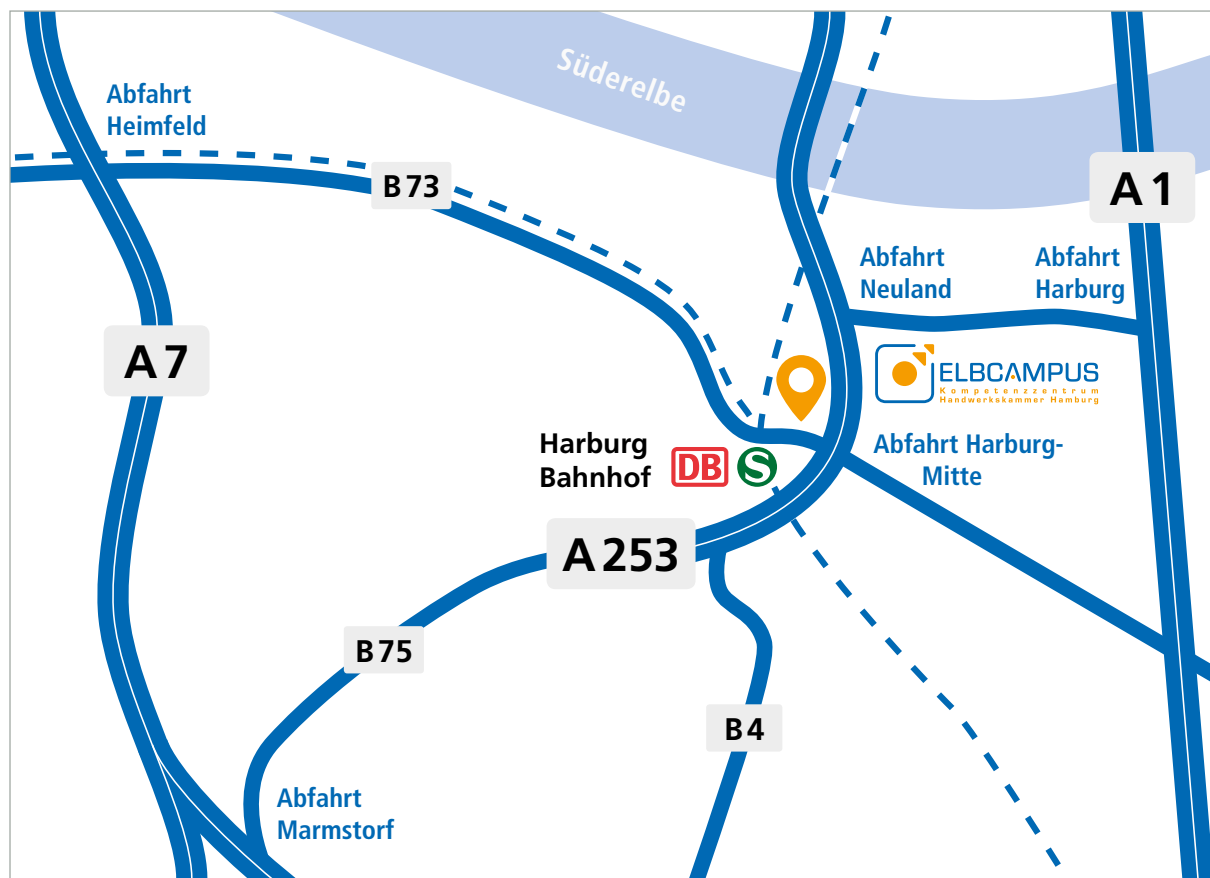 Süderelbe
Abfahrt
Heimfeld
B 73
A 1
Abfahrt
Neuland
Abfahrt
Harburg
A 7
ELBCAMPUS
Kompetenzzentrum
Handwerkskammer Hamburg
Harburg
Bahnhof
DB
S
Abfahrt Harburg-
Mitte
A 253
B 75
B 4
Abfahrt
Marmstorf